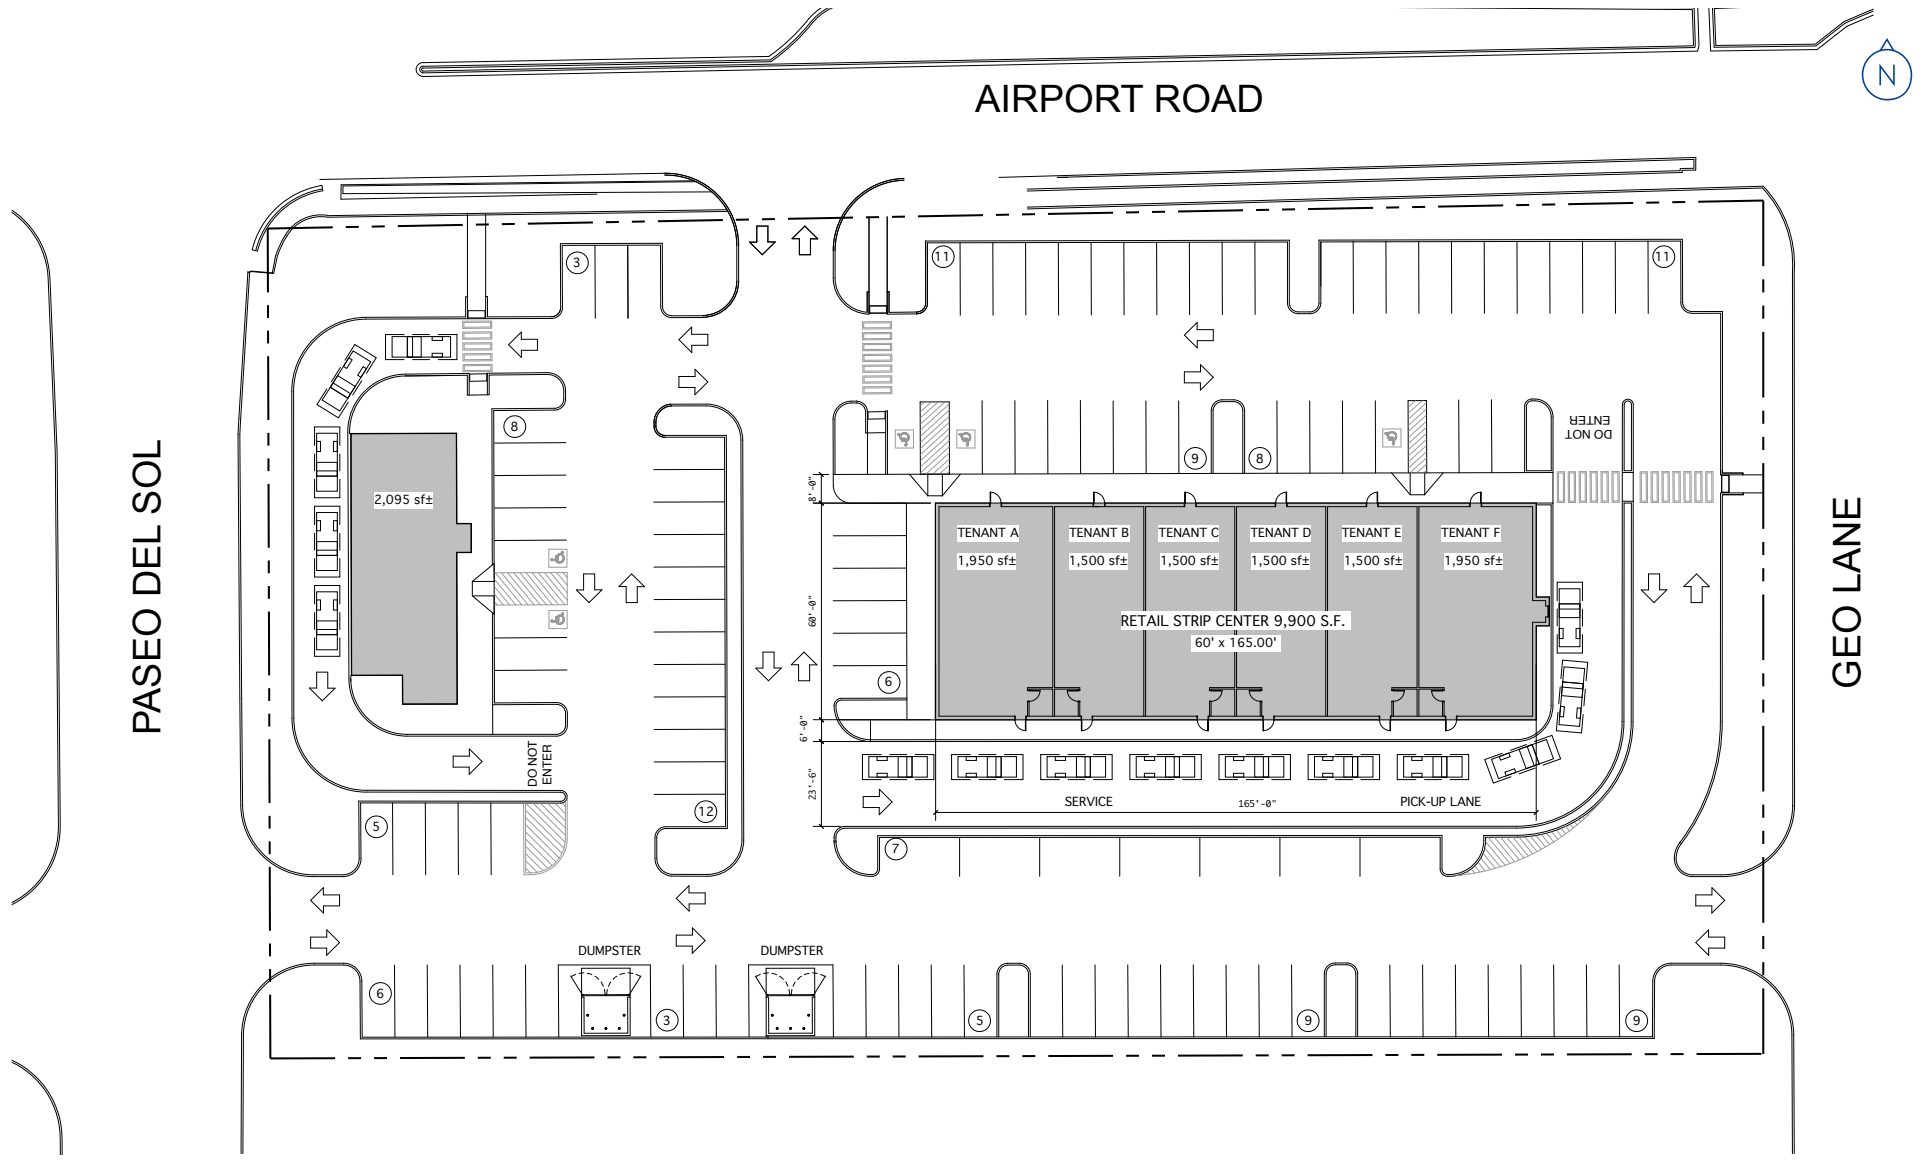 AIRPORT ROAD
N
3
11
11
DO NOT
ENTER
8
9
8
PASEO DEL SOL
GEO LANE
2,095 sf±
8'-0"
TENANT A
1,950 sf±
TENANT B
1,500 sf±
TENANT C
1,500 sf±
TENANT D
1,500 sf±
TENANT E
1,500 sf±
TENANT F
1,950 sf±
60'-0"
RETAIL STRIP CENTER 9,900 S.F.
60' x 165.00'
6
6'-0"
DO NOT
ENTER
23'-6"
SERVICE
165'-0"
PICK-UP LANE
12
5
7
DUMPSTER
DUMPSTER
6
3
5
9
9